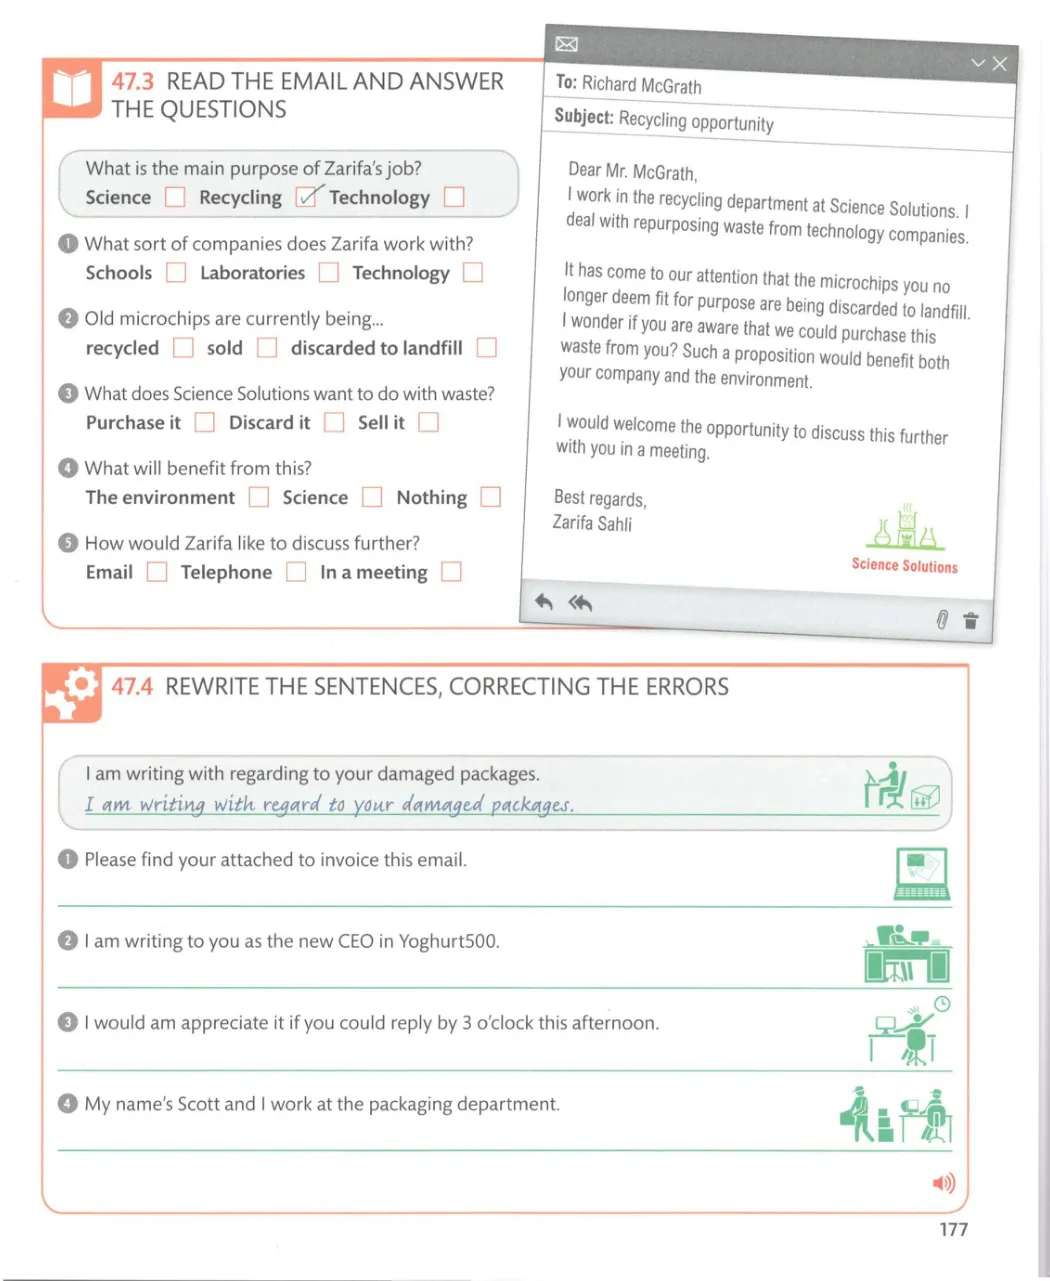 47.3 READ THE EMAIL AND ANSWER
THE QUESTIONS
What is the main purpose of Zarifa's job?
Science Recycling Technology
1 What sort of companies does Zarifa work with?
Schools Laboratories Technology
2 Old microchips are currently being...
recycled sold discarded to landfill
3 What does Science Solutions want to do with waste?
Purchase it Discard it Sell it
4 What will benefit from this?
The environment Science Nothing
5 How would Zarifa like to discuss further?
Email Telephone In a meeting
To: Richard McGrath
Subject: Recycling opportunity
Dear Mr. McGrath,
I work in the recycling department at Science Solutions. I
deal with repurposing waste from technology companies.
It has come to our attention that the microchips you no
longer deem fit for purpose are being discarded to landfill.
I wonder if you are aware that we could purchase this
waste from you? Such a proposition would benefit both
your company and the environment.
I would welcome the opportunity to discuss this further
with you in a meeting.
Best regards,
Zarifa Sahli
Science Solutions
47.4 REWRITE THE SENTENCES, CORRECTING THE ERRORS
I am writing with regarding to your damaged packages.
I am writing with regard to your damaged packages.
1 Please find your attached to invoice this email.
2 I am writing to you as the new CEO in Yoghurt500.
3 I would am appreciate it if you could reply by 3 o'clock this afternoon.
4 My name's Scott and I work at the packaging department.
177